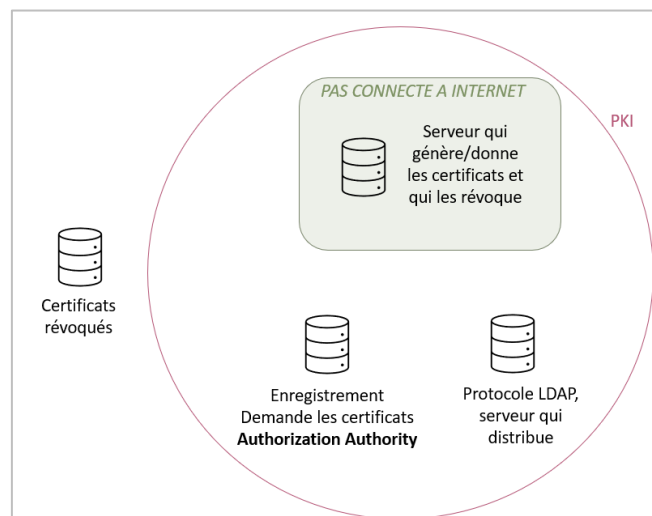 PAS CONNECTE A INTERNET
PKI
Serveur qui
génère/donne
les certificats et
qui les révoque
Certificats
révoqués
Enregistrement
Demande les certificats
Authorization Authority
Protocole LDAP,
serveur qui
distribue